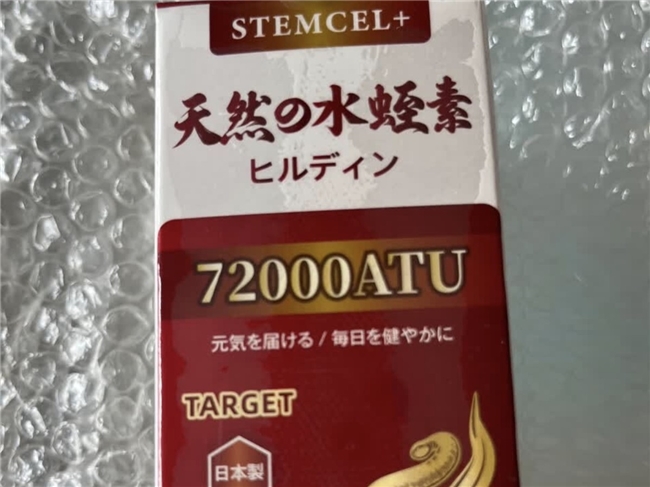 STEMCEL+
天然の水蛭素
ヒルディン
72000ATU
元気を届ける / 毎日を健やかに
TARGET
日本製